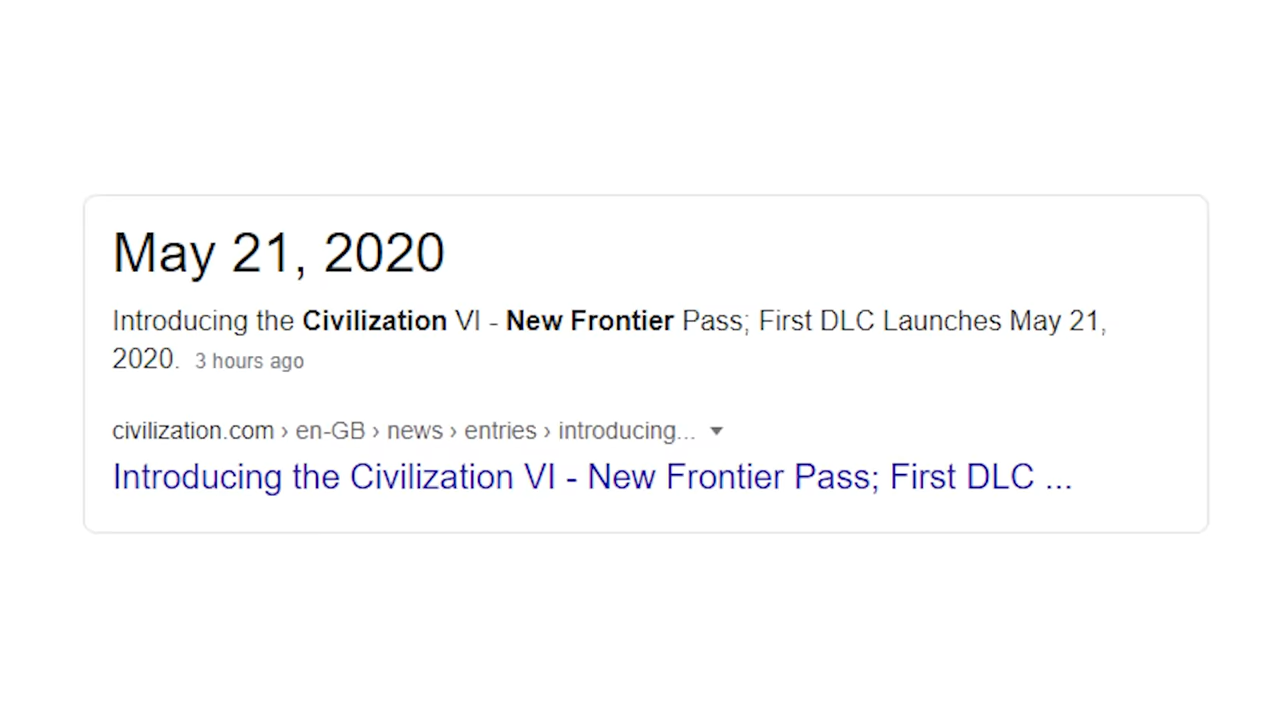 May 21, 2020
Introducing the Civilization VI - New Frontier Pass; First DLC Launches May 21,
2020. 3 hours ago
civilization.com › en-GB › news › entries › introducing...
Introducing the Civilization VI - New Frontier Pass; First DLC ...